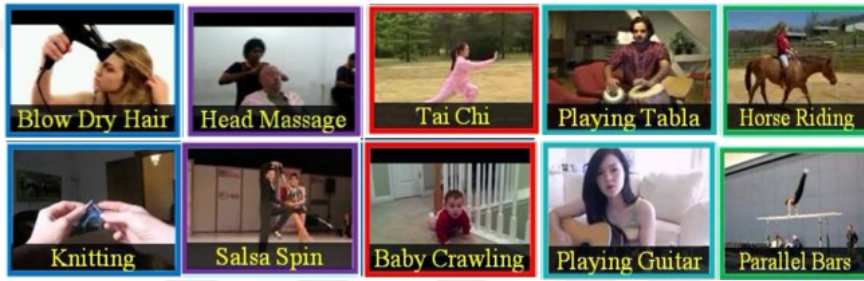 Blow Dry Hair
Head Massage
Tai Chi
Playing Tabla
Horse Riding
Knitting
Salsa Spin
Baby Crawling
Playing Guitar
Parallel Bars